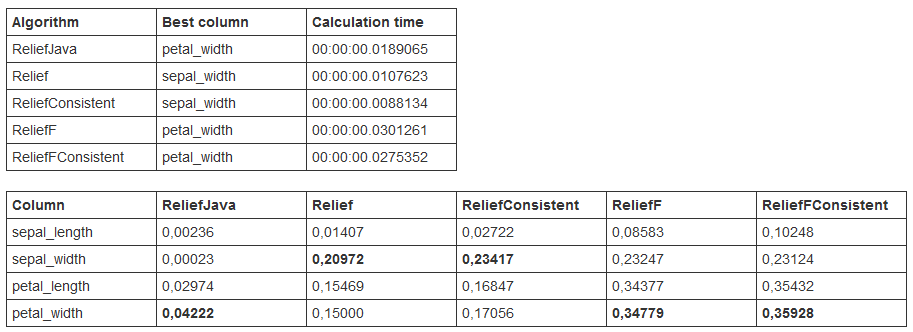 Algorithm Best column Calculation time
ReliefJava petal_width 00:00:00.0189065
Relief sepal_width 00:00:00.0107623
ReliefConsistent sepal_width 00:00:00.0088134
ReliefF petal_width 00:00:00.0301261
ReliefFConsistent petal_width 00:00:00.0275352
Column ReliefJava Relief ReliefConsistent ReliefF ReliefFConsistent
sepal_length 0,00236 0,01407 0,02722 0,08583 0,10248
sepal_width 0,00023 0,20972 0,23417 0,23247 0,23124
petal_length 0,02974 0,15469 0,16847 0,34377 0,35432
petal_width 0,04222 0,15000 0,17056 0,34779 0,35928